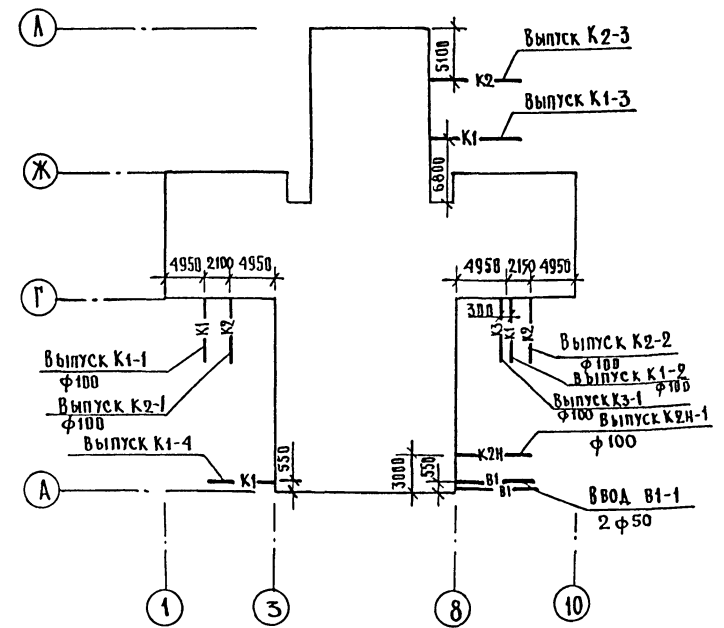 Л
5100
Выпуск К2-3
К2
Выпуск К1-3
К1
6800
Ж
4950 2100 4950
4958 2150 4950
Г
300
К1 К2
К3 К1 К2
Выпуск К1-1
ф100
Выпуск К2-1
ф100
Выпуск К2-2
ф100
Выпуск К1-2
ф100
Выпуск К3-1
ф100
Выпуск К2Н-1
ф100
Выпуск К1-4
К1
550
К2Н
3000
550
В1
В1
А
Ввод В1-1
2 ф50
1 3 8 10